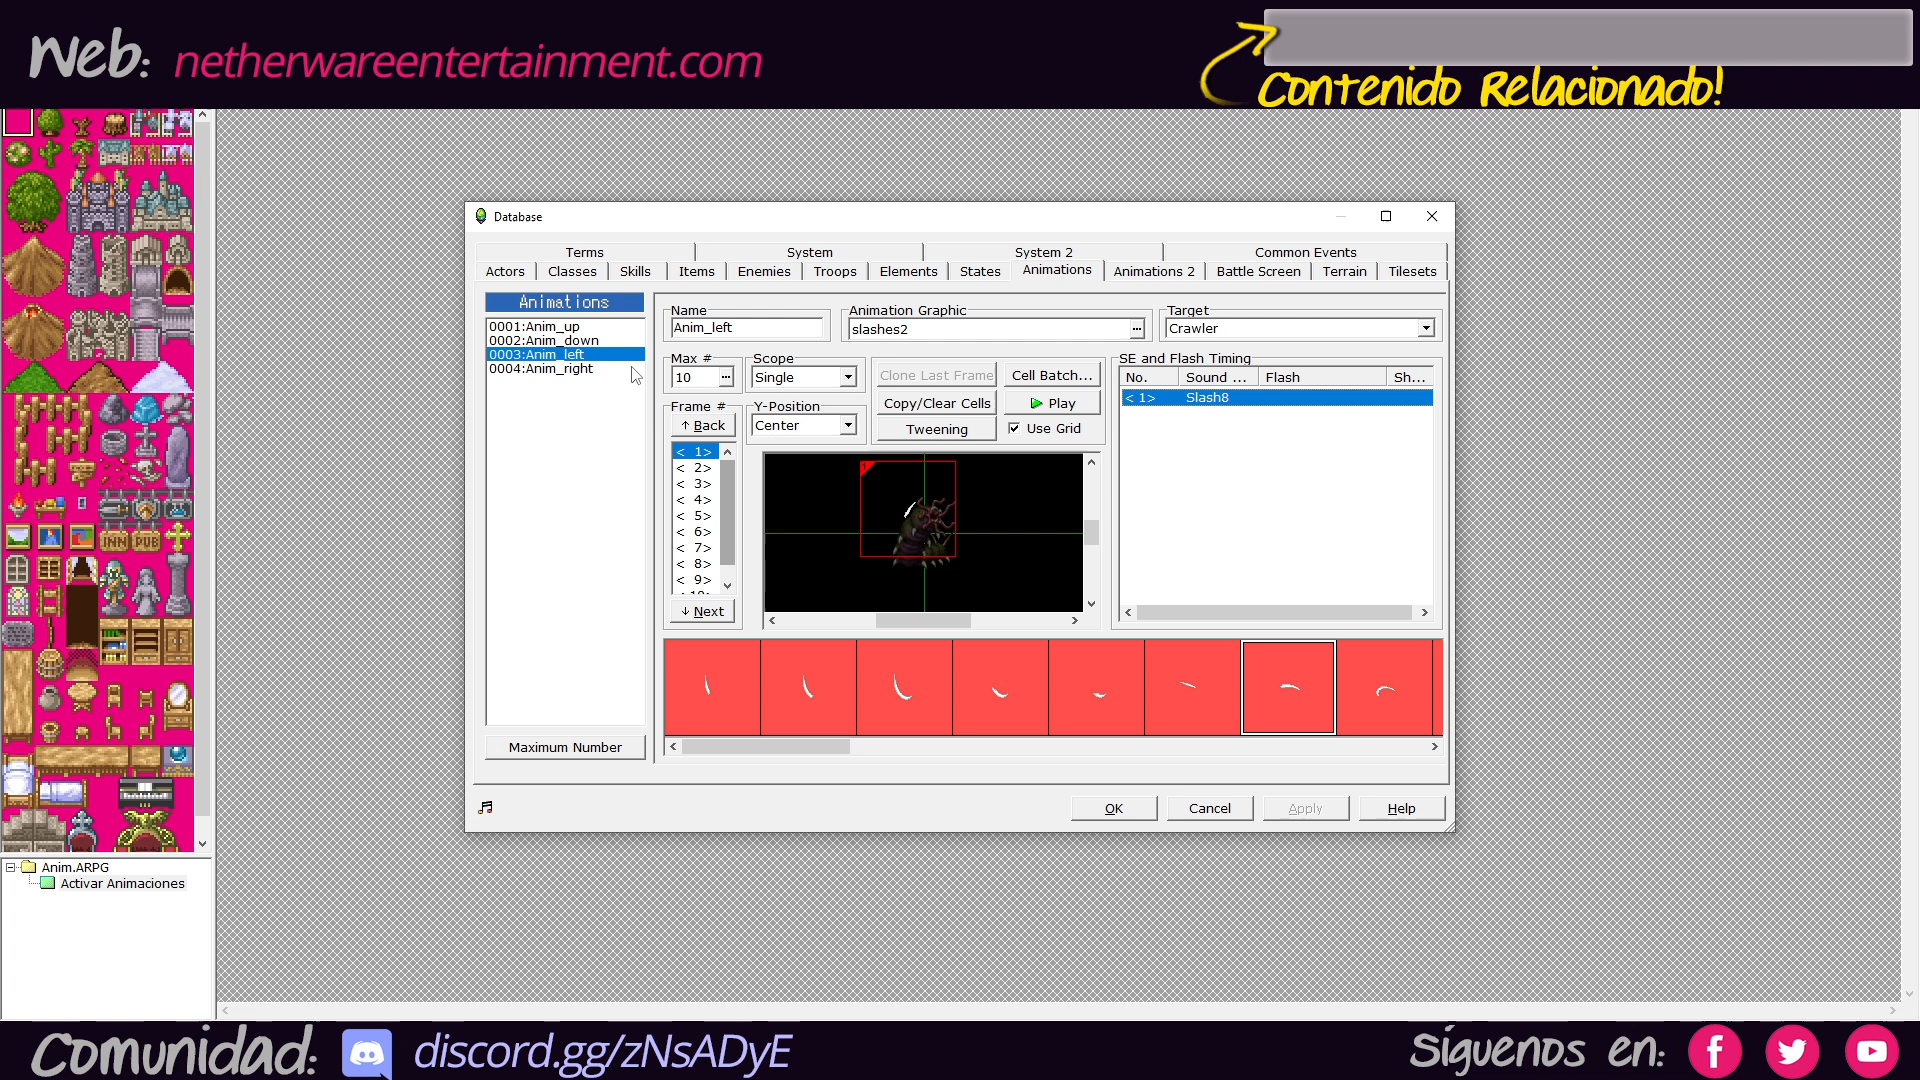 Web: netherwareentertainment.com
Contenido Relacionado!
Database
Terms System System 2 Common Events
Actors Classes Skills Items Enemies Troops Elements States Animations Animations 2 Battle Screen Terrain Tilesets
Animations
0001:Anim_up
0002:Anim_down
0003:Anim_left
0004:Anim_right
Maximum Number
Name
Anim_left
Animation Graphic
slashes2 ...
Target
Crawler
Max #
10 ...
Scope
Single
Clone Last Frame
Cell Batch...
Copy/Clear Cells
Play
Tweening
Use Grid
Frame #
↑ Back
Y-Position
Center
< 1>
< 2>
< 3>
< 4>
< 5>
< 6>
< 7>
< 8>
< 9>
↓ Next
1
SE and Flash Timing
No. Sound ... Flash Sh...
< 1> Slash8
OK Cancel Apply Help
INN PUB
Anim.ARPG
Activar Animaciones
Comunidad: discord.gg/zNsADyE
Síguenos en: